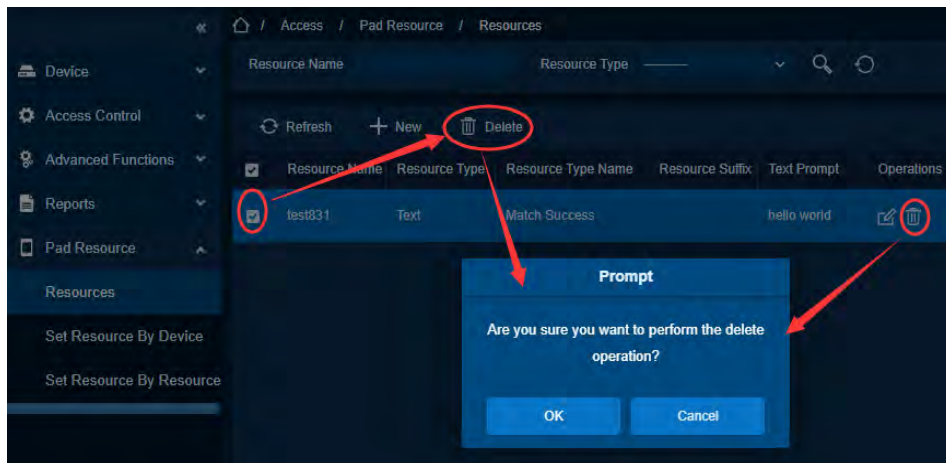 « / Access / Pad Resource / Resources
Device
Resource Name Resource Type
Access Control
Refresh New Delete
Advanced Functions
Resource Name Resource Type Resource Type Name Resource Suffix Text Prompt Operations
Reports
test831 Text Match Success hello world
Pad Resource
Resources
Set Resource By Device
Set Resource By Resource
Prompt
Are you sure you want to perform the delete
operation?
OK Cancel